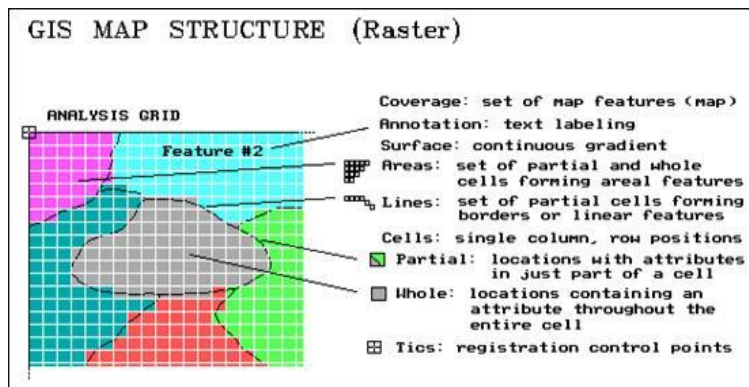 GIS MAP STRUCTURE (Raster)
ANALYSIS GRID
Feature #2
Coverage: set of map features (map)
Annotation: text labeling
Surface: continuous gradient
Areas: set of partial and whole
cells forming areal features
Lines: set of partial cells forming
borders or linear features
Cells: single column, row positions
Partial: locations with attributes
in just part of a cell
Whole: locations containing an
attribute throughout the
entire cell
Tics: registration control points